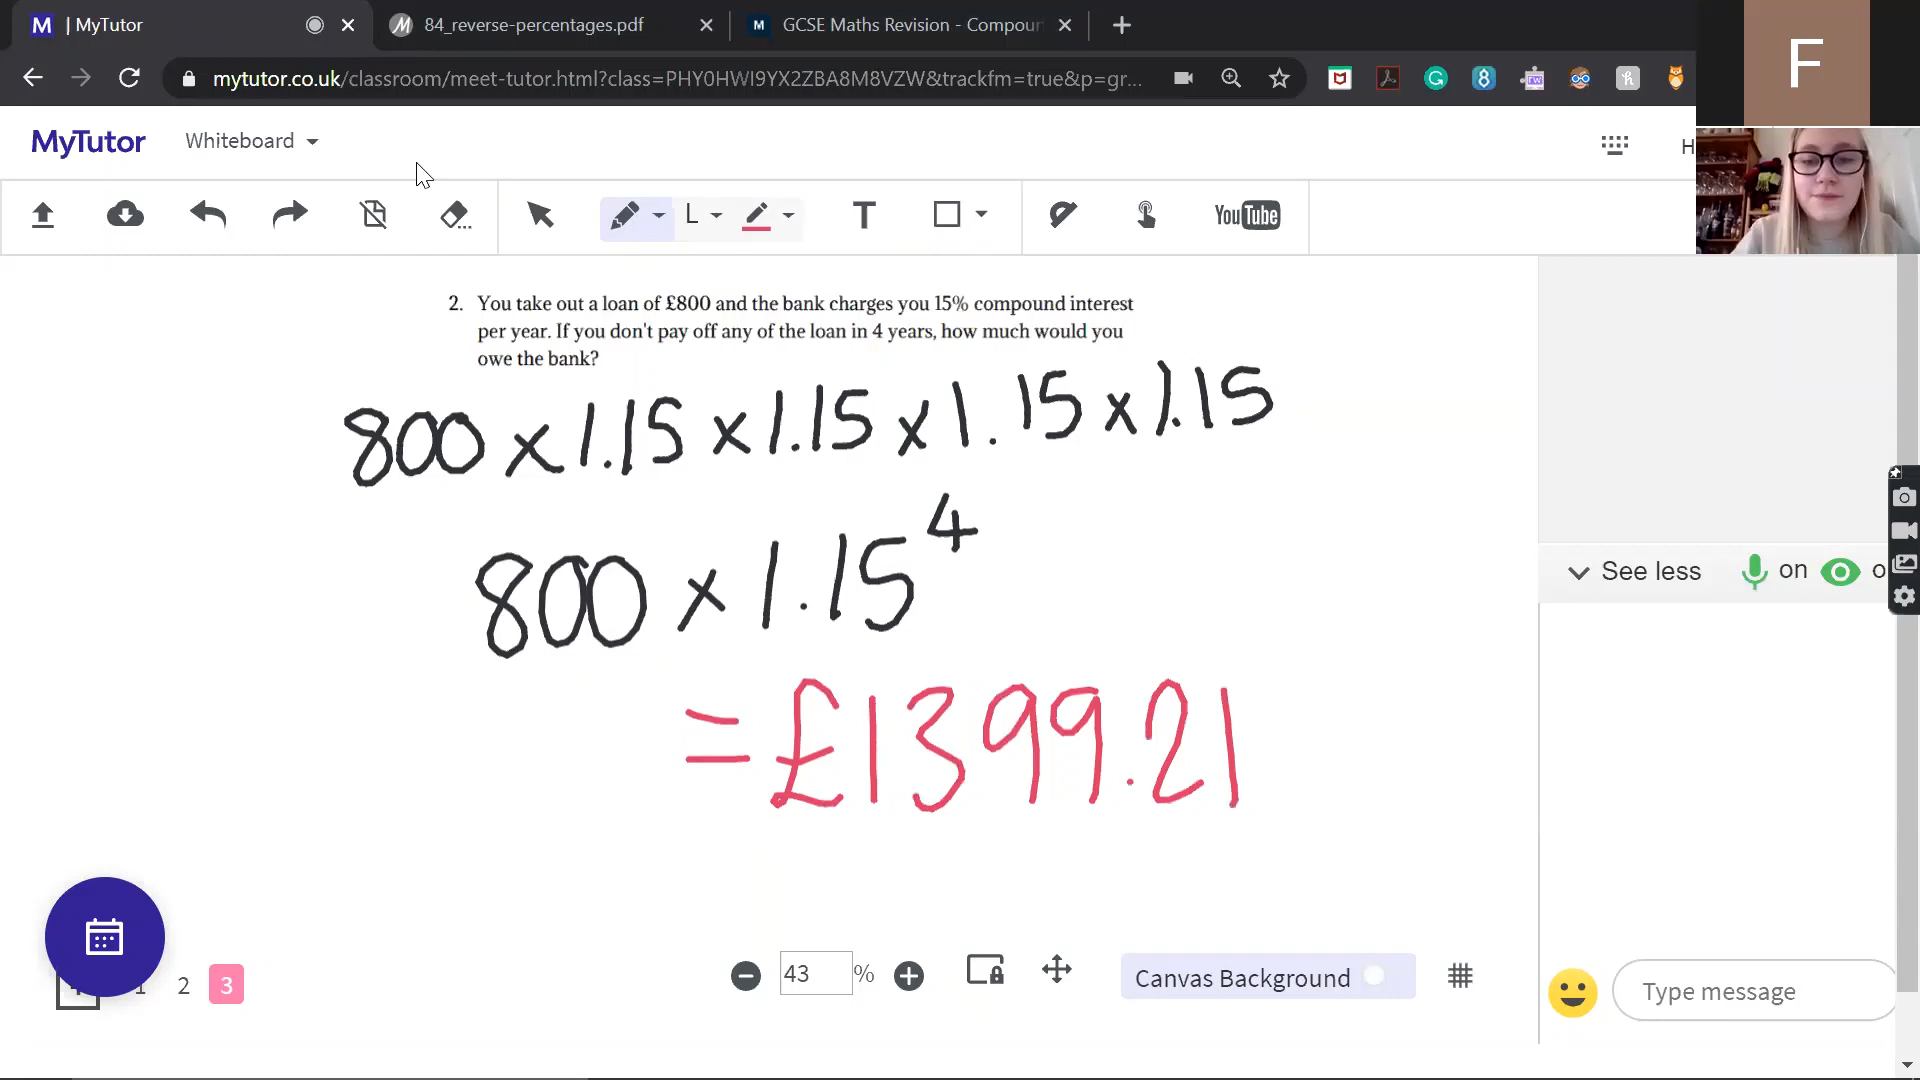 | MyTutor
84_reverse-percentages.pdf
GCSE Maths Revision - Compoun
mytutor.co.uk/classroom/meet-tutor.html?class=PHY0HWI9YX2ZBA8M8VZW&trackfm=true&p=gr...
F
MyTutor
Whiteboard
H
L
T
YouTube
2. You take out a loan of £800 and the bank charges you 15% compound interest
per year. If you don't pay off any of the loan in 4 years, how much would you
owe the bank?
800 × 1.15 × 1.15 × 1.15 × 1.15
800 × 1.15⁴
= £1399.21
See less
on
o
1 2 3
43 %
Canvas Background
Type message